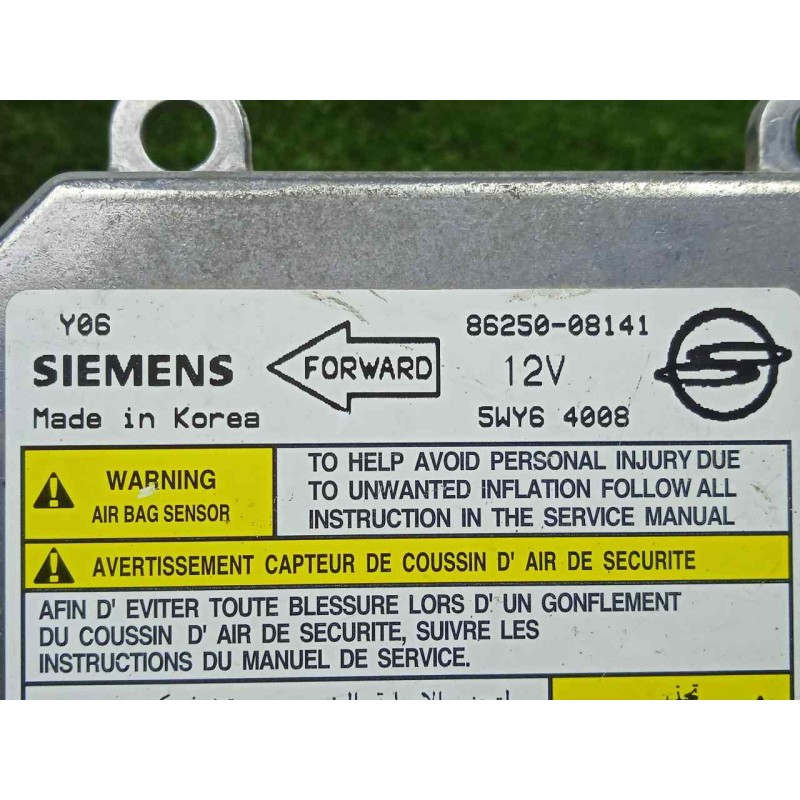 Y06
86250-08141
SIEMENS
FORWARD
12V
Made in Korea
5WY6 4008
WARNING
AIR BAG SENSOR
TO HELP AVOID PERSONAL INJURY DUE
TO UNWANTED INFLATION FOLLOW ALL
INSTRUCTION IN THE SERVICE MANUAL
AVERTISSEMENT CAPTEUR DE COUSSIN D' AIR DE SECURITE
AFIN D' EVITER TOUTE BLESSURE LORS D' UN GONFLEMENT
DU COUSSIN D' AIR DE SECURITE, SUIVRE LES
INSTRUCTIONS DU MANUEL DE SERVICE.
تحذير